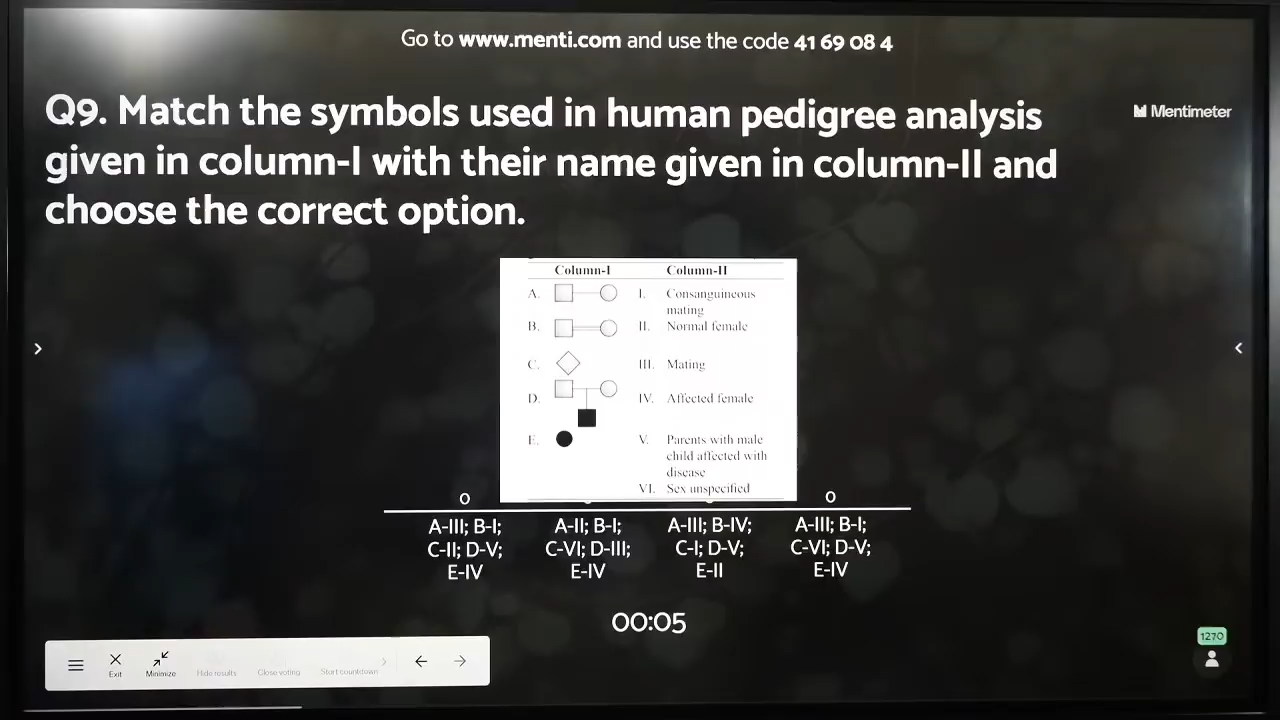 Go to www.menti.com and use the code 41 69 08 4
Mentimeter
Q9. Match the symbols used in human pedigree analysis
given in column-I with their name given in column-II and
choose the correct option.
Column-I Column-II
A. I. Consanguineous
mating
B. II. Normal female
C. III. Mating
D. IV. Affected female
E. V. Parents with male
child affected with
disease
VI. Sex unspecified
0 0
A-III; B-I; A-II; B-I; A-III; B-IV; A-III; B-I;
C-II; D-V; C-VI; D-III; C-I; D-V; C-VI; D-V;
E-IV E-IV E-II E-IV
00:05
1270
Exit Minimize Hide results Close voting Start countdown